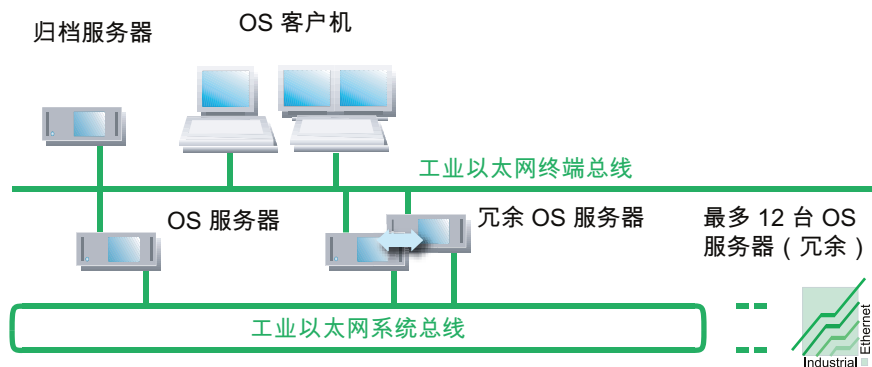 归档服务器
OS 客户机
工业以太网终端总线
OS 服务器
冗余 OS 服务器
最多 12 台 OS
服务器（冗余）
工业以太网系统总线
Industrial
Ethernet